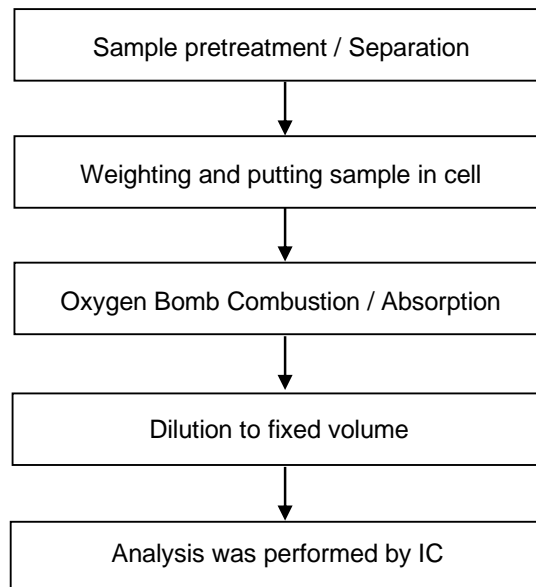 Sample pretreatment / Separation
Weighting and putting sample in cell
Oxygen Bomb Combustion / Absorption
Dilution to fixed volume
Analysis was performed by IC